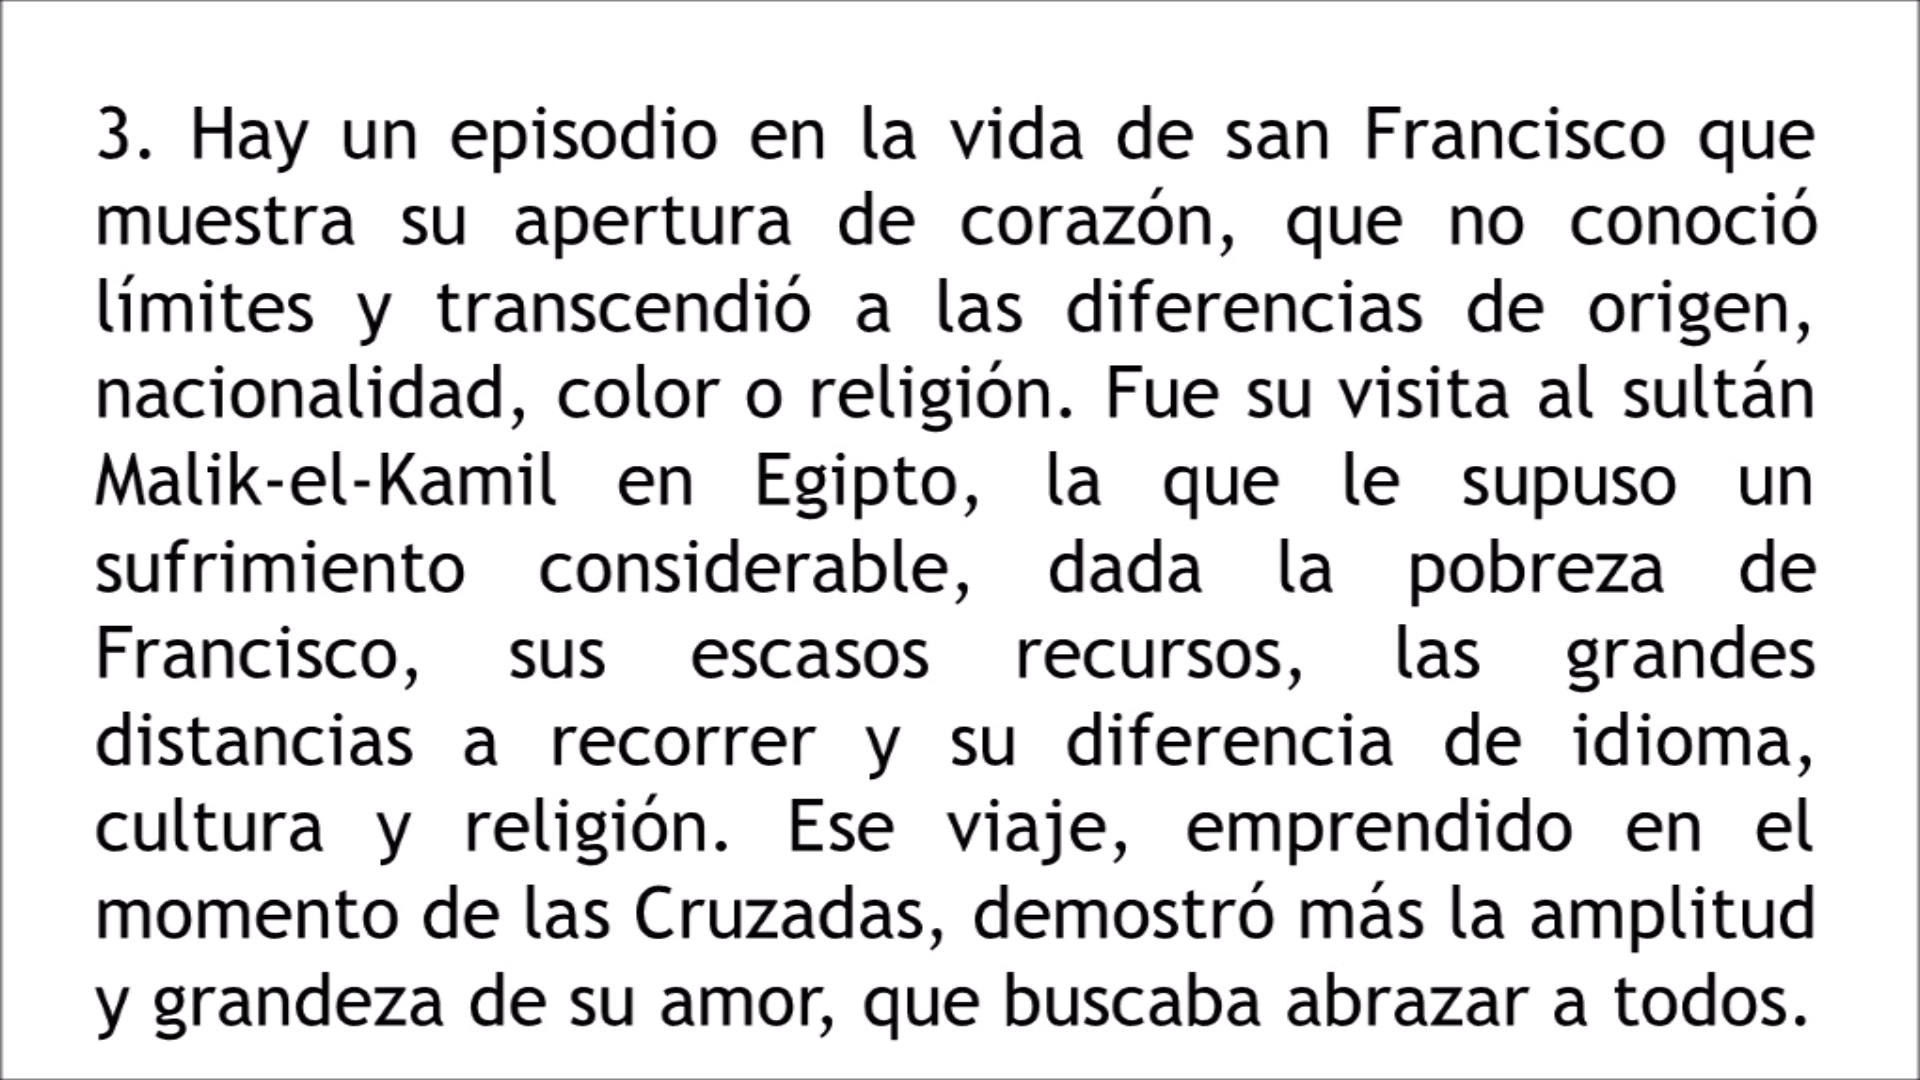 3. Hay un episodio en la vida de san Francisco que
muestra su apertura de corazón, que no conoció
límites y transcendió a las diferencias de origen,
nacionalidad, color o religión. Fue su visita al sultán
Malik-el-Kamil en Egipto, la que le supuso un
sufrimiento considerable, dada la pobreza de
Francisco, sus escasos recursos, las grandes
distancias a recorrer y su diferencia de idioma,
cultura y religión. Ese viaje, emprendido en el
momento de las Cruzadas, demostró más la amplitud
y grandeza de su amor, que buscaba abrazar a todos.